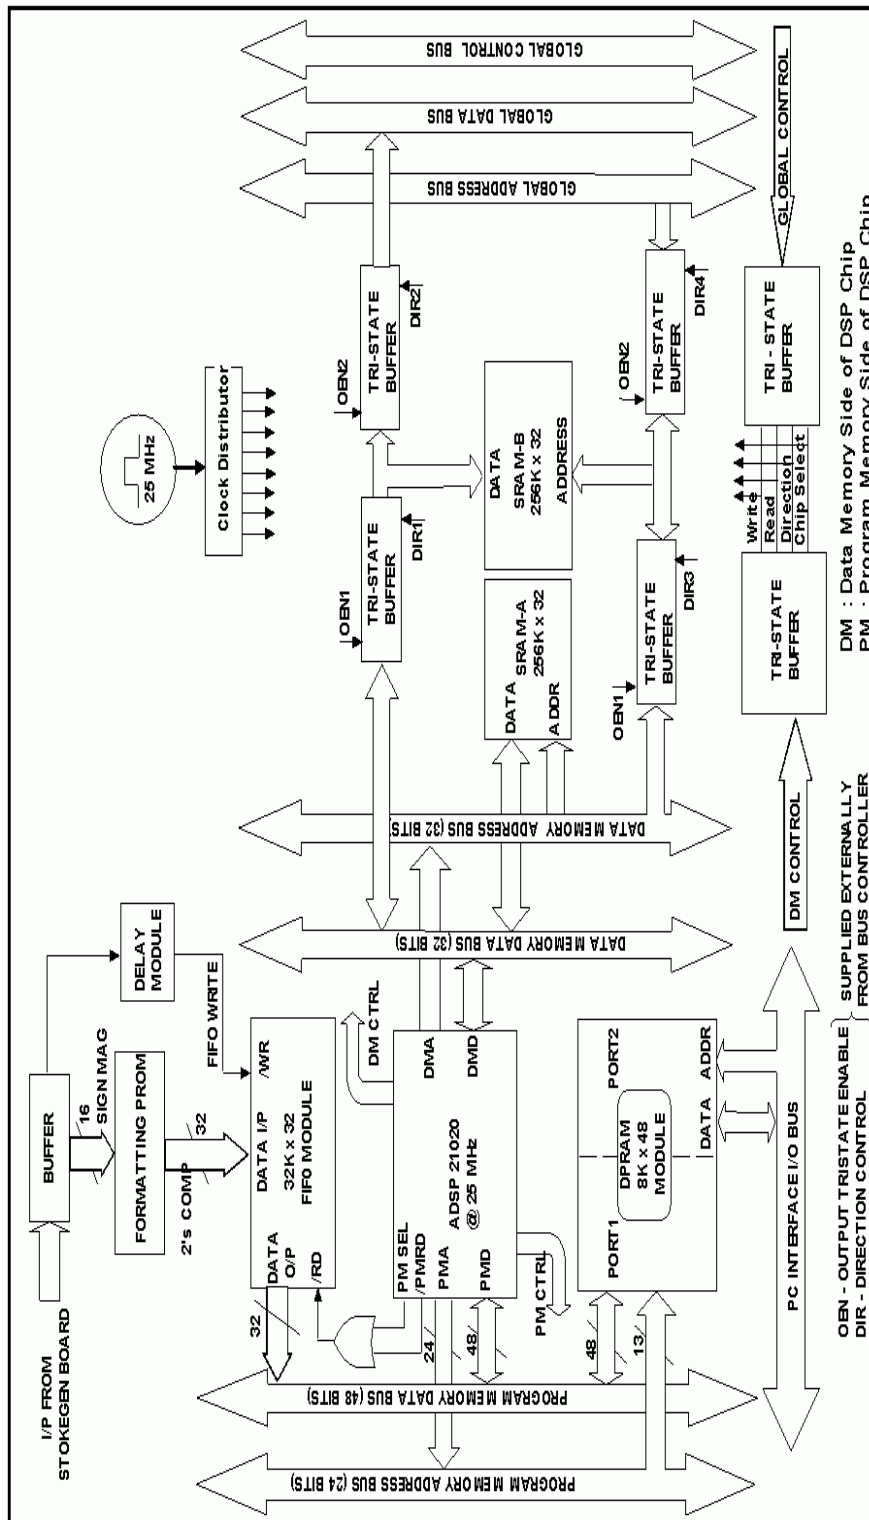 I/P FROM
STOKEGEN BOARD
BUFFER
16
SIGN MAG
FORMATTING PROM
2's COMP
32
DELAY
MODULE
FIFO WRITE
/WR
DATA I/P
32K x 32
FIF0 MODULE
DATA
O/P
/RD
32
25 MHz
Clock Distributor
PM SEL
/PMRD
PMA
PMD
ADSP 21020
@ 25 MHz
DMA
DMD
DM CTRL
PM CTRL
24
48
PORT1
PORT2
DPRAM
8K x 48
MODULE
DATA
ADDR
48
13
PROGRAM MEMORY ADDRESS BUS (24 BITS)
PROGRAM MEMORY DATA BUS (48 BITS)
DATA MEMORY DATA BUS (32 BITS)
DATA MEMORY ADDRESS BUS (32 BITS)
GLOBAL ADDRESS BUS
GLOBAL DATA BUS
GLOBAL CONTROL BUS
OEN1
TRI-STATE
BUFFER
DIR1
OEN2
TRI-STATE
BUFFER
DIR2
DATA
SRAM-A
256K x 32
ADDR
DATA
SRAM-B
256K x 32
ADDRESS
OEN1
TRI-STATE
BUFFER
DIR3
OEN2
TRI-STATE
BUFFER
DIR4
PC INTERFACE I/O BUS
DM CONTROL
TRI-STATE
BUFFER
Write
Read
Direction
Chip Select
TRI - STATE
BUFFER
GLOBAL CONTROL
OEN - OUTPUT TRISTATE ENABLE
DIR - DIRECTION CONTROL
SUPPLIED EXTERNALLY
FROM BUS CONTROLLER
DM : Data Memory Side of DSP Chip
PM : Program Memory Side of DSP Chip